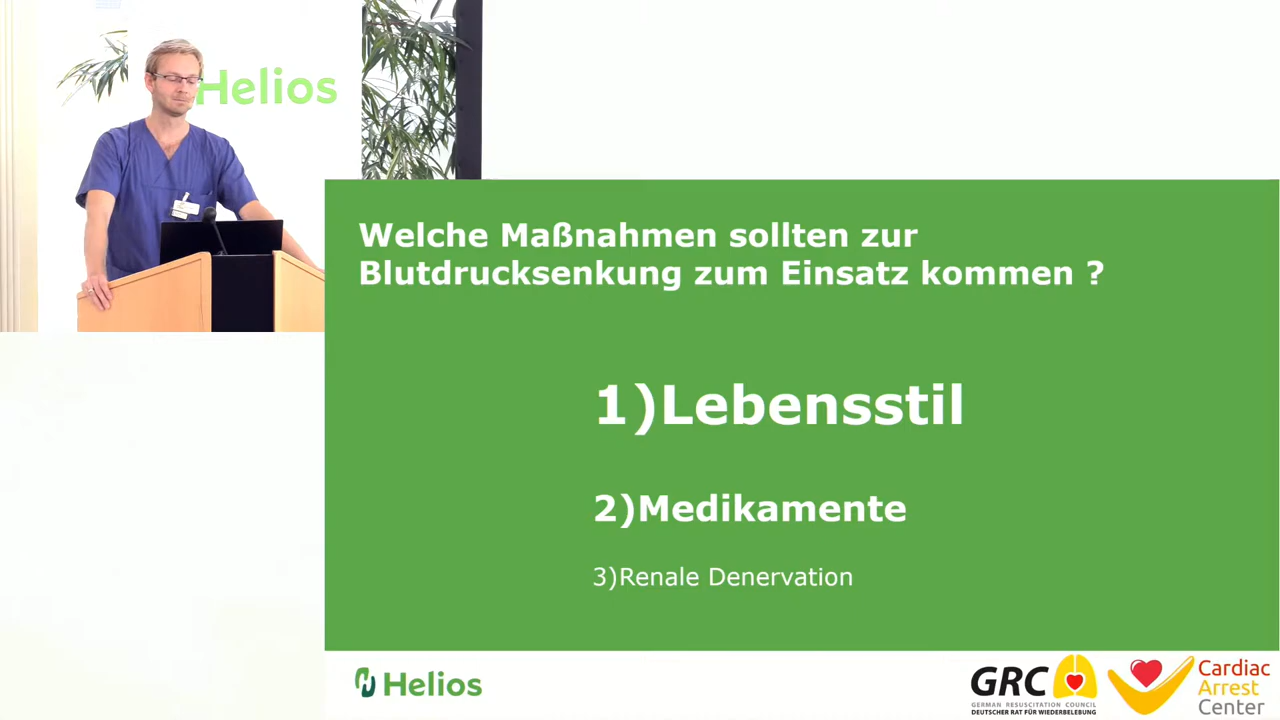 Helios
Welche Maßnahmen sollten zur
Blutdrucksenkung zum Einsatz kommen ?
1)Lebensstil
2)Medikamente
3)Renale Denervation
Helios
GRC
GERMAN RESUSCITATION COUNCIL
DEUTSCHER RAT FÜR WIEDERBELEBUNG
Cardiac
Arrest
Center